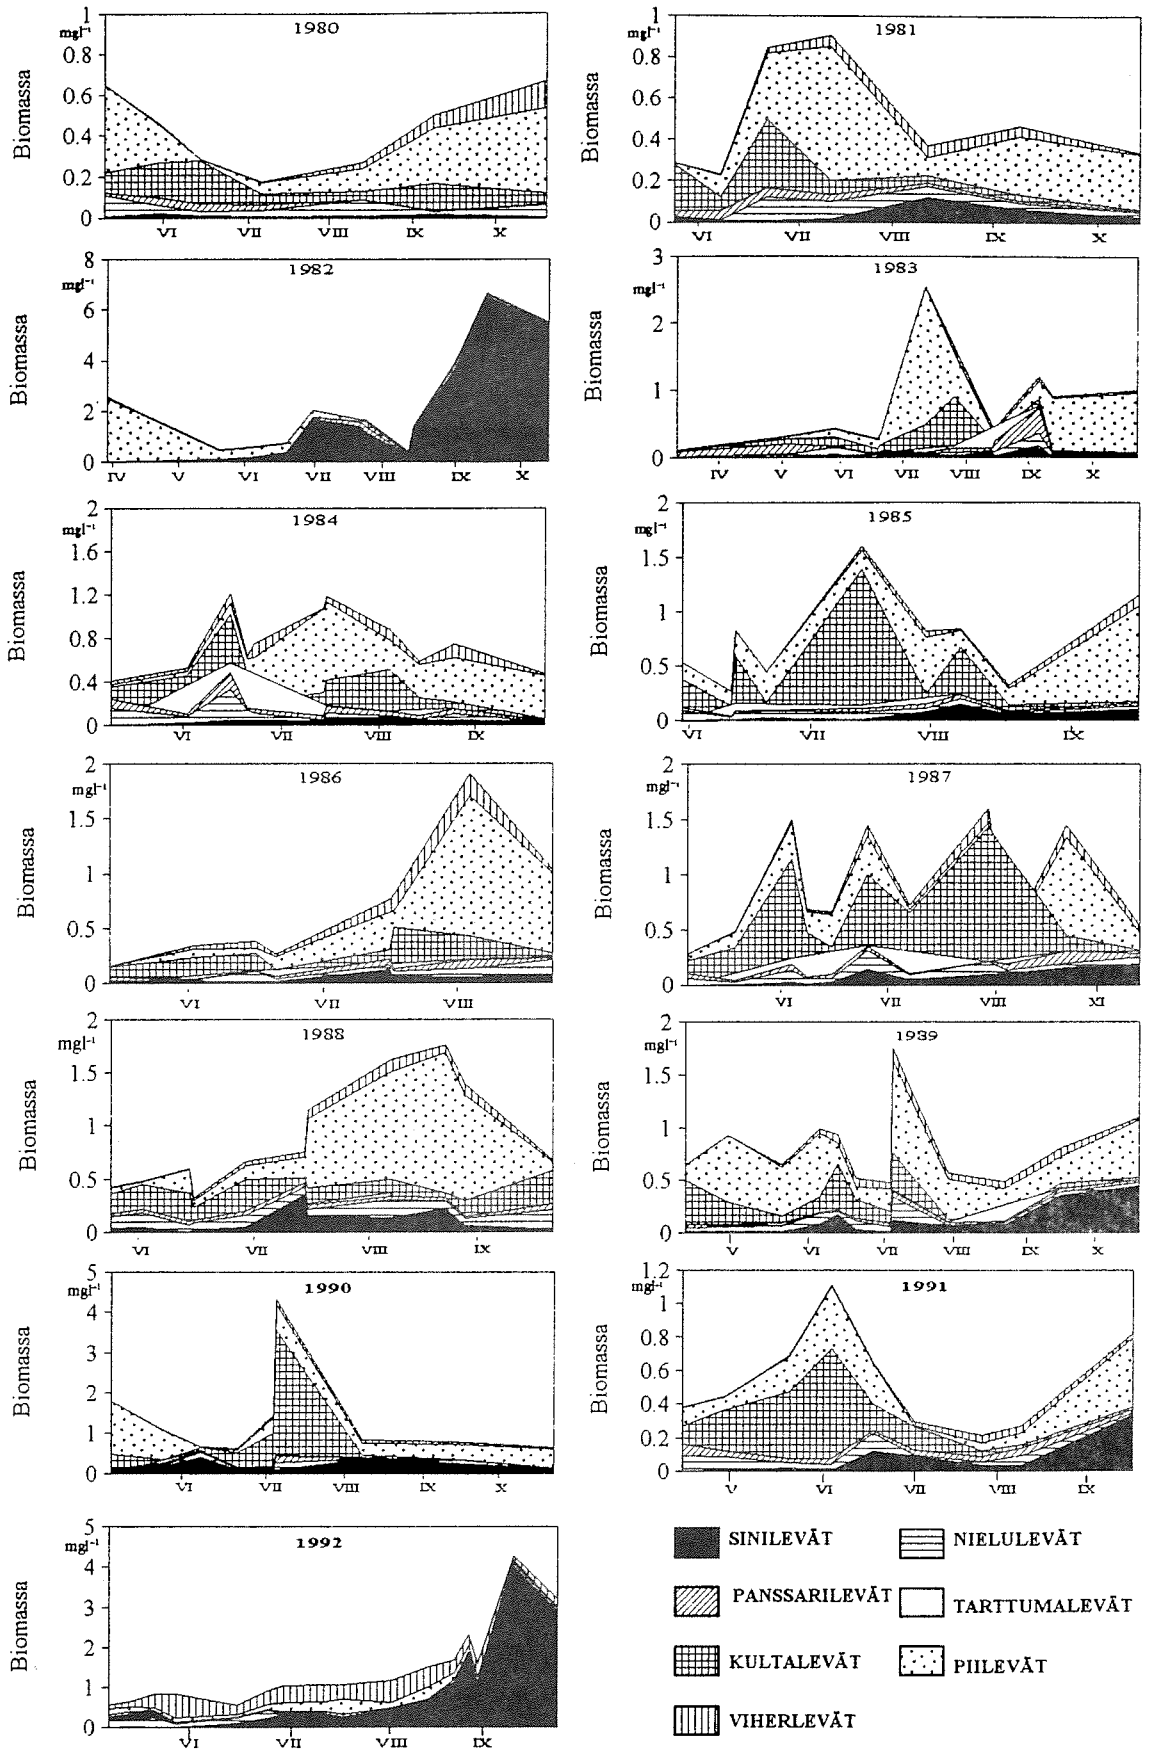 1980
mgl⁻¹
Biomassa
1
0.8
0.6
0.4
0.2
0
VI VII VIII IX X
1981
mgl⁻¹
Biomassa
1
0.8
0.6
0.4
0.2
0
VI VII VIII IX X
1982
mgl⁻¹
Biomassa
8
6
4
2
0
IV V VI VII VIII IX X
1983
mgl⁻¹
Biomassa
3
2
1
0
IV V VI VII VIII IX X
1984
mgl⁻¹
Biomassa
2
1.6
1.2
0.8
0.4
0
VI VII VIII IX
1985
mgl⁻¹
Biomassa
2
1.5
1
0.5
0
VI VII VIII IX
1986
mgl⁻¹
Biomassa
2
1.5
1
0.5
0
VI VII VIII
1987
mgl⁻¹
Biomassa
2
1.5
1
0.5
0
VI VII VIII XI
1988
mgl⁻¹
Biomassa
2
1.5
1
0.5
0
VI VII VIII IX
1989
mgl⁻¹
Biomassa
2
1.5
1
0.5
0
V VI VII VIII IX X
1990
mgl⁻¹
Biomassa
5
4
3
2
1
0
VI VII VIII IX X
1991
mgl⁻¹
Biomassa
1.2
1
0.8
0.6
0.4
0.2
0
V VI VII VIII IX
1992
mgl⁻¹
Biomassa
5
4
3
2
1
0
VI VII VIII IX
SINILEVÄT
NIELULEVÄT
PANSSARILEVÄT
TARTTUMALEVÄT
KULTALEVÄT
PIILEVÄT
VIHERLEVÄT